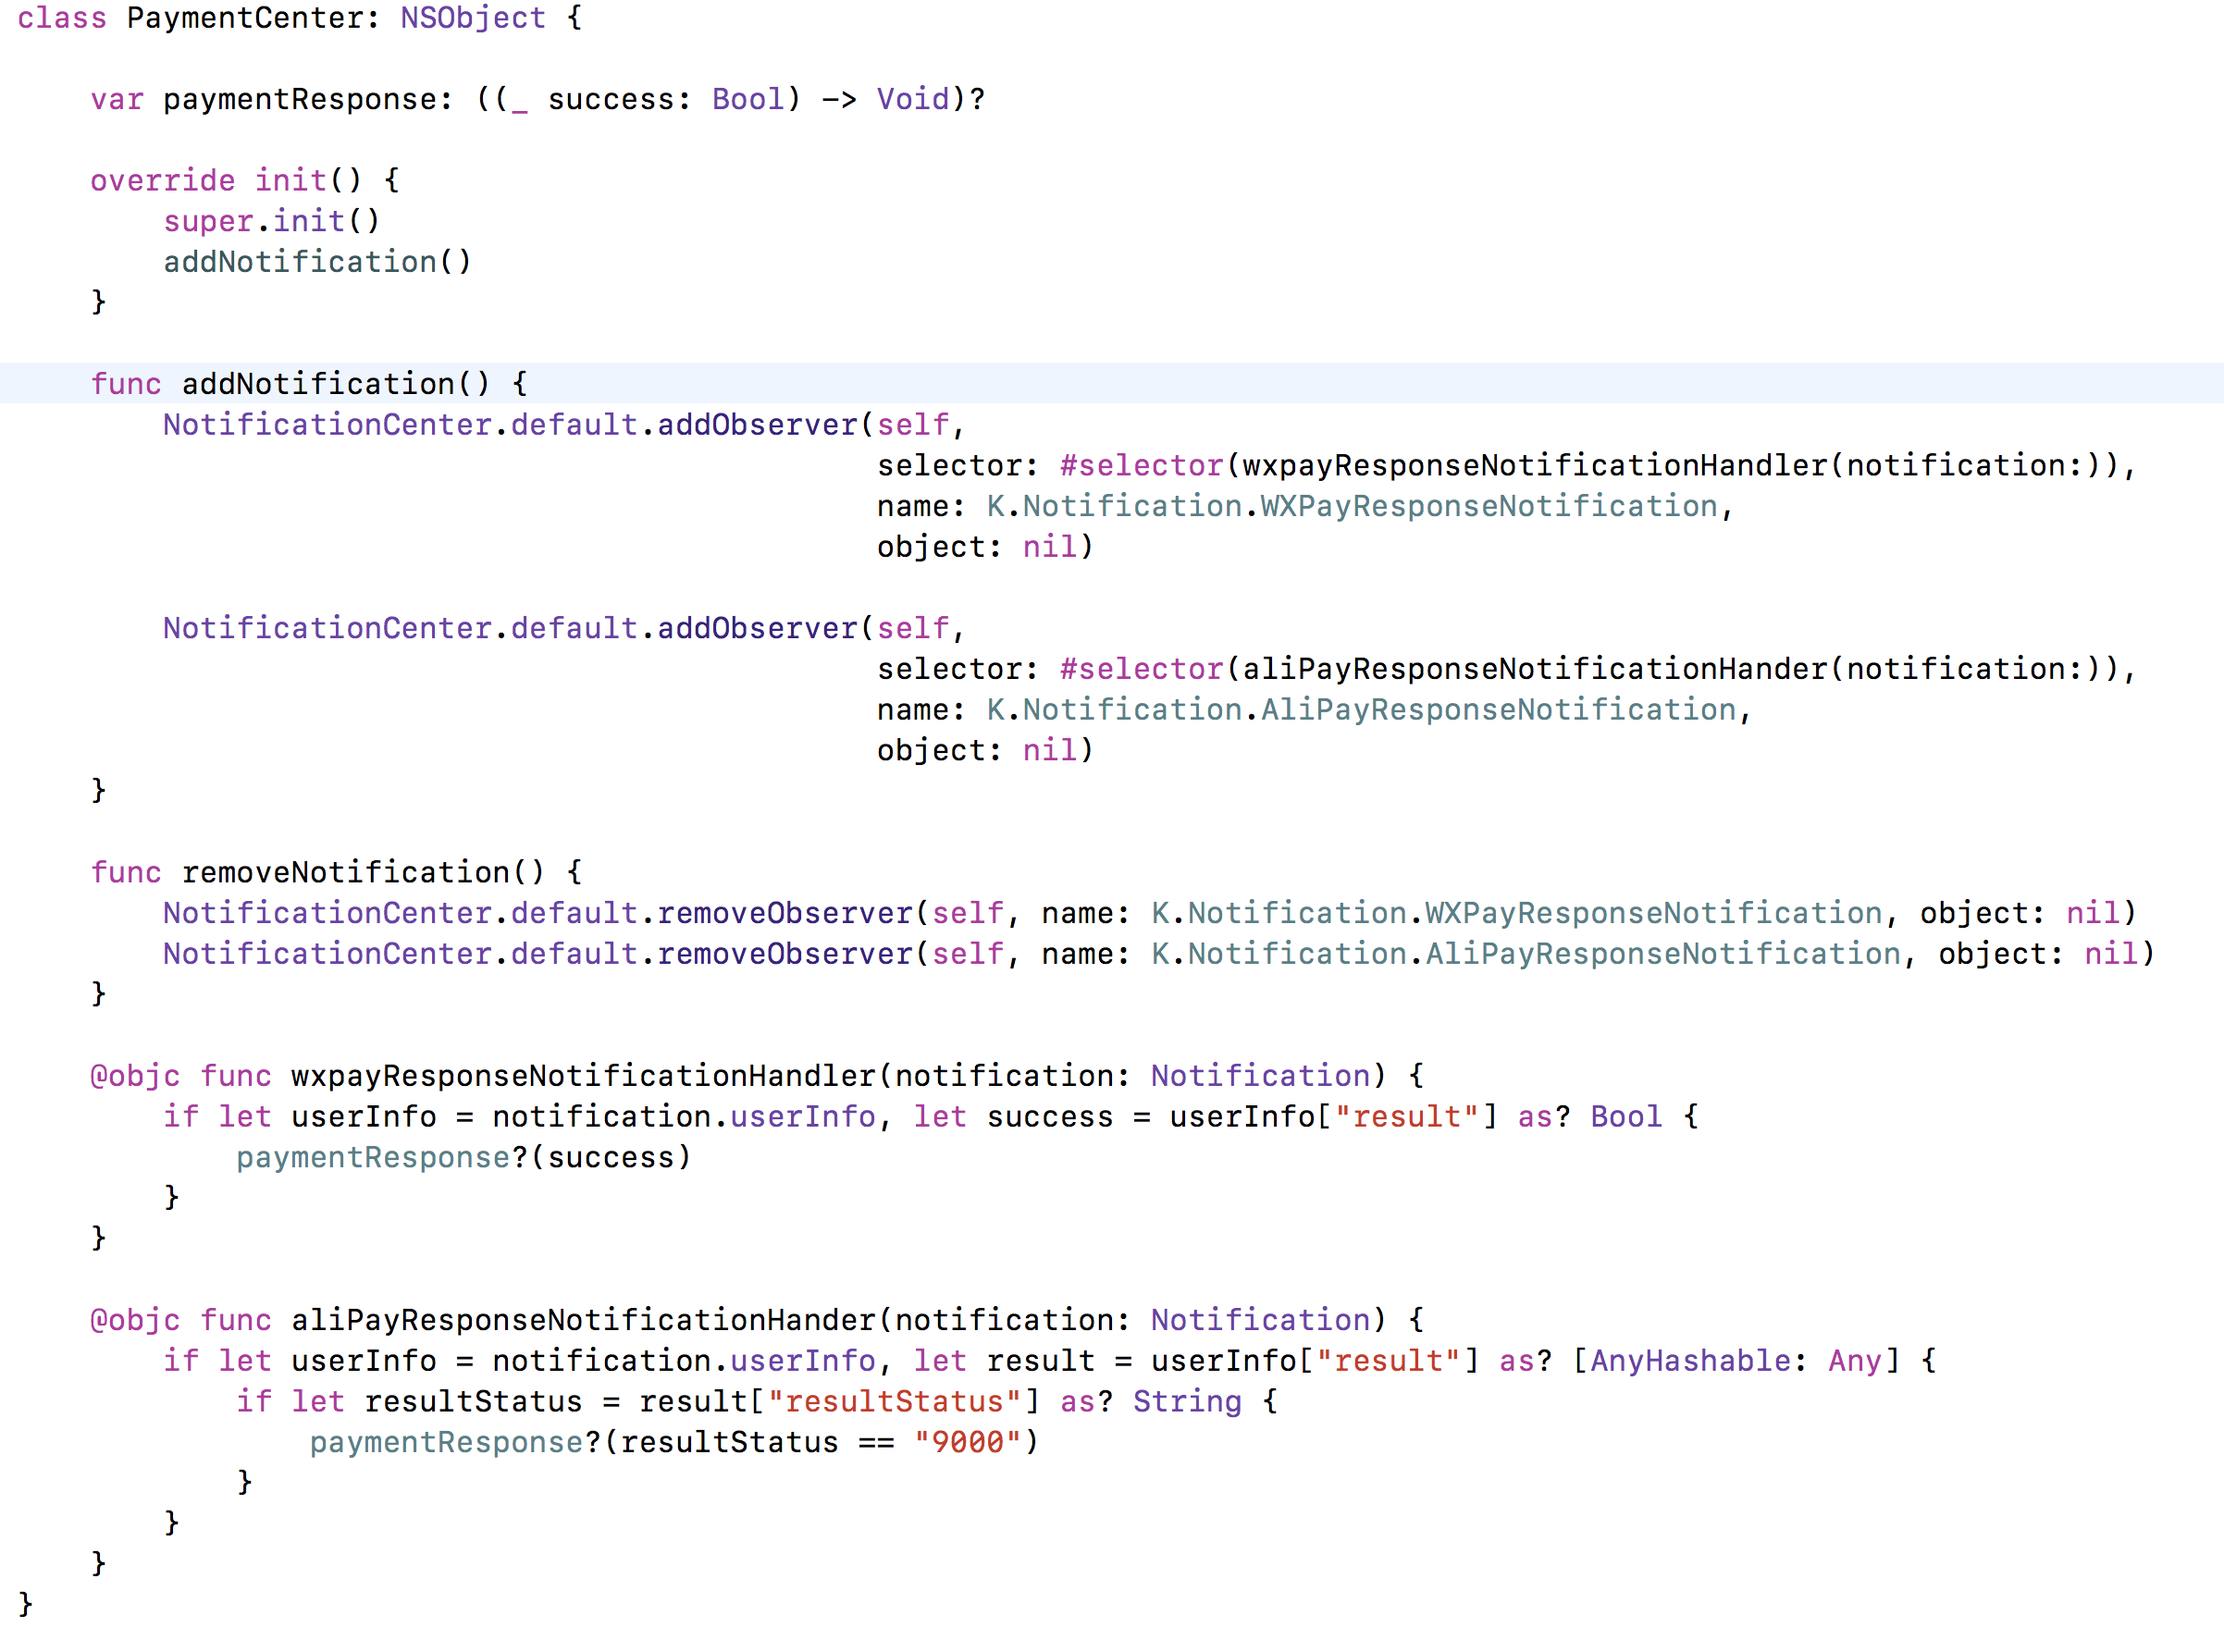 class PaymentCenter: NSObject {
var paymentResponse: ((_ success: Bool) -> Void)?
override init() {
super.init()
addNotification()
}
func addNotification() {
NotificationCenter.default.addObserver(self,
selector: #selector(wxpayResponseNotificationHandler(notification:)),
name: K.Notification.WXPayResponseNotification,
object: nil)
NotificationCenter.default.addObserver(self,
selector: #selector(aliPayResponseNotificationHander(notification:)),
name: K.Notification.AliPayResponseNotification,
object: nil)
}
func removeNotification() {
NotificationCenter.default.removeObserver(self, name: K.Notification.WXPayResponseNotification, object: nil)
NotificationCenter.default.removeObserver(self, name: K.Notification.AliPayResponseNotification, object: nil)
}
@objc func wxpayResponseNotificationHandler(notification: Notification) {
if let userInfo = notification.userInfo, let success = userInfo["result"] as? Bool {
paymentResponse?(success)
}
}
@objc func aliPayResponseNotificationHander(notification: Notification) {
if let userInfo = notification.userInfo, let result = userInfo["result"] as? [AnyHashable: Any] {
if let resultStatus = result["resultStatus"] as? String {
paymentResponse?(resultStatus == "9000")
}
}
}
}